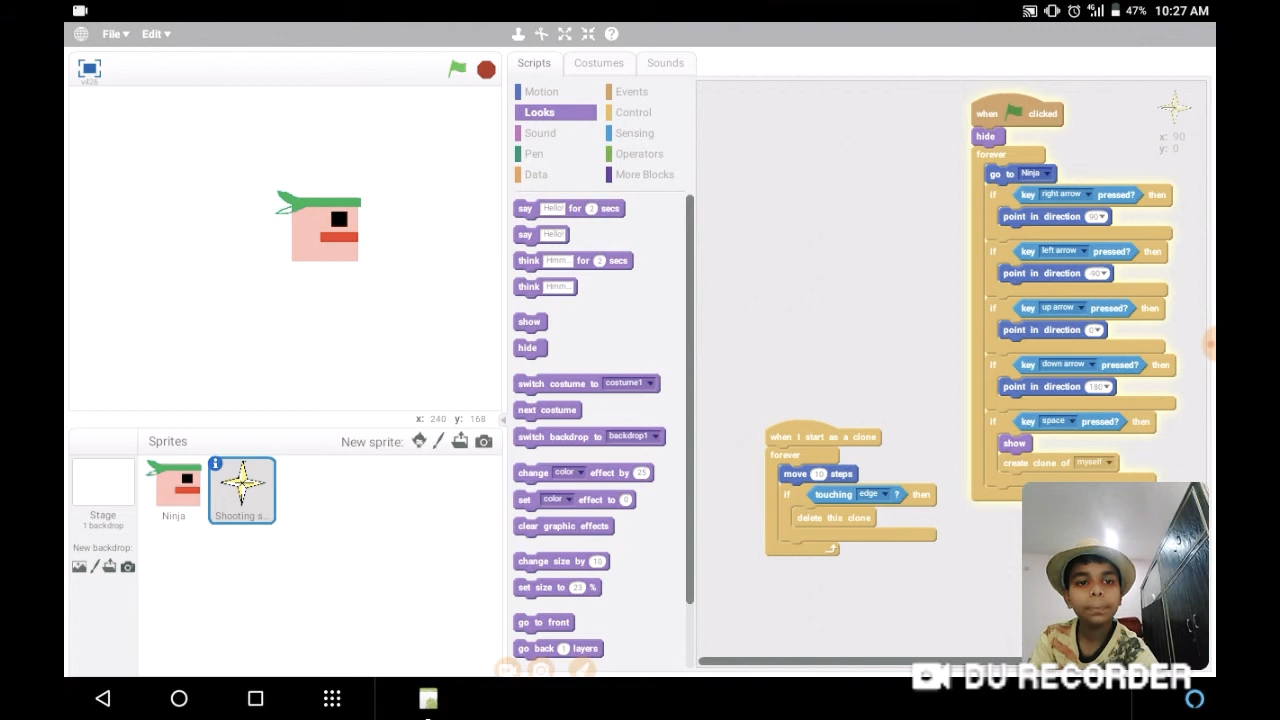 47% 10:27 AM
File Edit
v426
Scripts Costumes Sounds
Motion
Looks
Sound
Pen
Data
Events
Control
Sensing
Operators
More Blocks
say Hello! for 2 secs
say Hello!
think Hmm... for 2 secs
think Hmm...
show
hide
switch costume to costume1
next costume
switch backdrop to backdrop1
change color effect by 25
set color effect to 0
clear graphic effects
change size by 10
set size to 23 %
go to front
go back 1 layers
x: 240 y: 168
Sprites New sprite:
Stage
1 backdrop
New backdrop:
Ninja
Shooting s...
when I start as a clone
forever
move 10 steps
if touching edge ? then
delete this clone
when clicked
hide
forever
go to Ninja
if key right arrow pressed? then
point in direction 90
if key left arrow pressed? then
point in direction -90
if key up arrow pressed? then
point in direction 0
if key down arrow pressed? then
point in direction 180
if key space pressed? then
show
create clone of myself
x: 90
y: 0
DU RECORDER